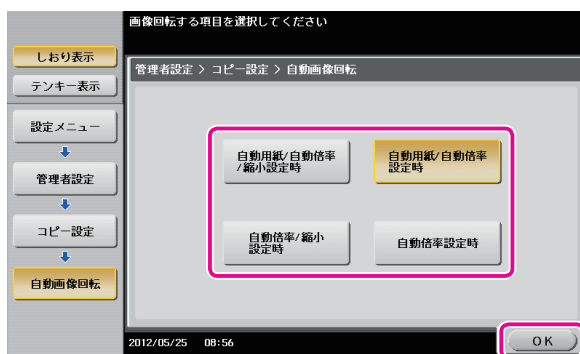 画像回転する項目を選択してください
しおり表示
テンキー表示
管理者設定 > コピー設定 > 自動画像回転
設定メニュー
管理者設定
コピー設定
自動画像回転
自動用紙/自動倍率
/縮小設定時
自動用紙/自動倍率
設定時
自動倍率/縮小
設定時
自動倍率設定時
2012/05/25 08:56
OK